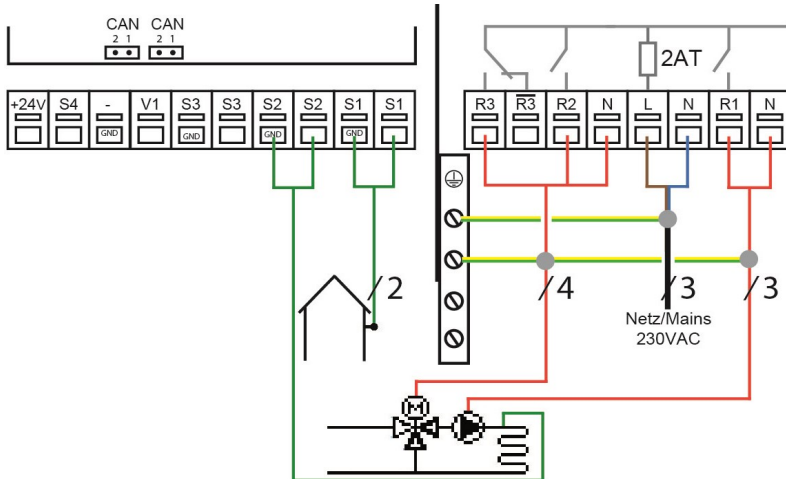 CAN CAN
2 1 2 1
2AT
+24V S4 - V1 S3 S3 S2 S2 S1 S1
GND GND GND GND
R3 R̅3̅ R2 N L N R1 N
/2
/4 /3 /3
Netz/Mains
230VAC
M